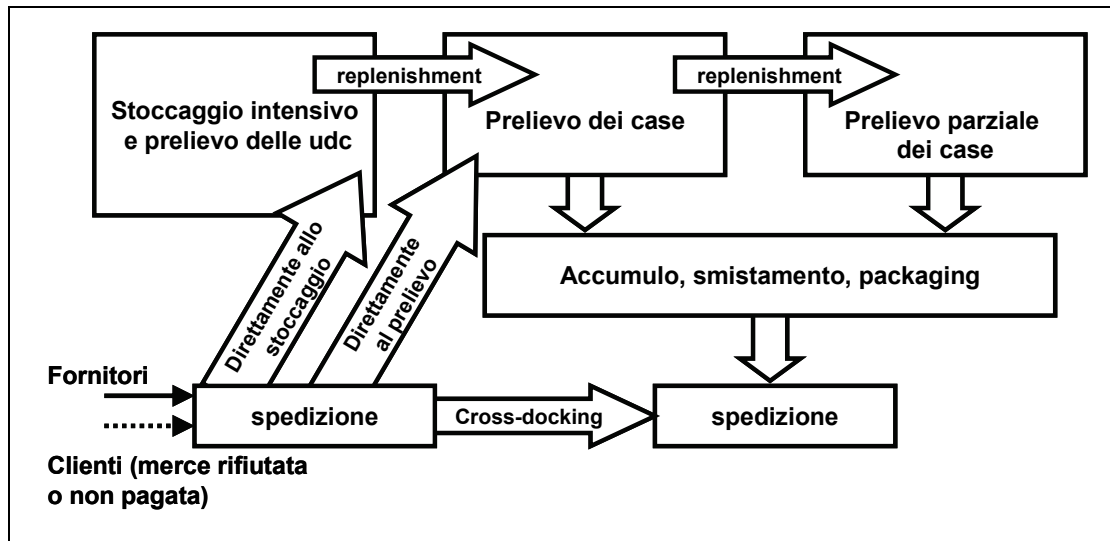 replenishment
replenishment
Stoccaggio intensivo
e prelievo delle udc
Prelievo dei case
Prelievo parziale
dei case
Direttamente allo
stoccaggio
Direttamente
al prelievo
Accumulo, smistamento, packaging
Fornitori
spedizione
Cross-docking
spedizione
Clienti (merce rifiutata
o non pagata)